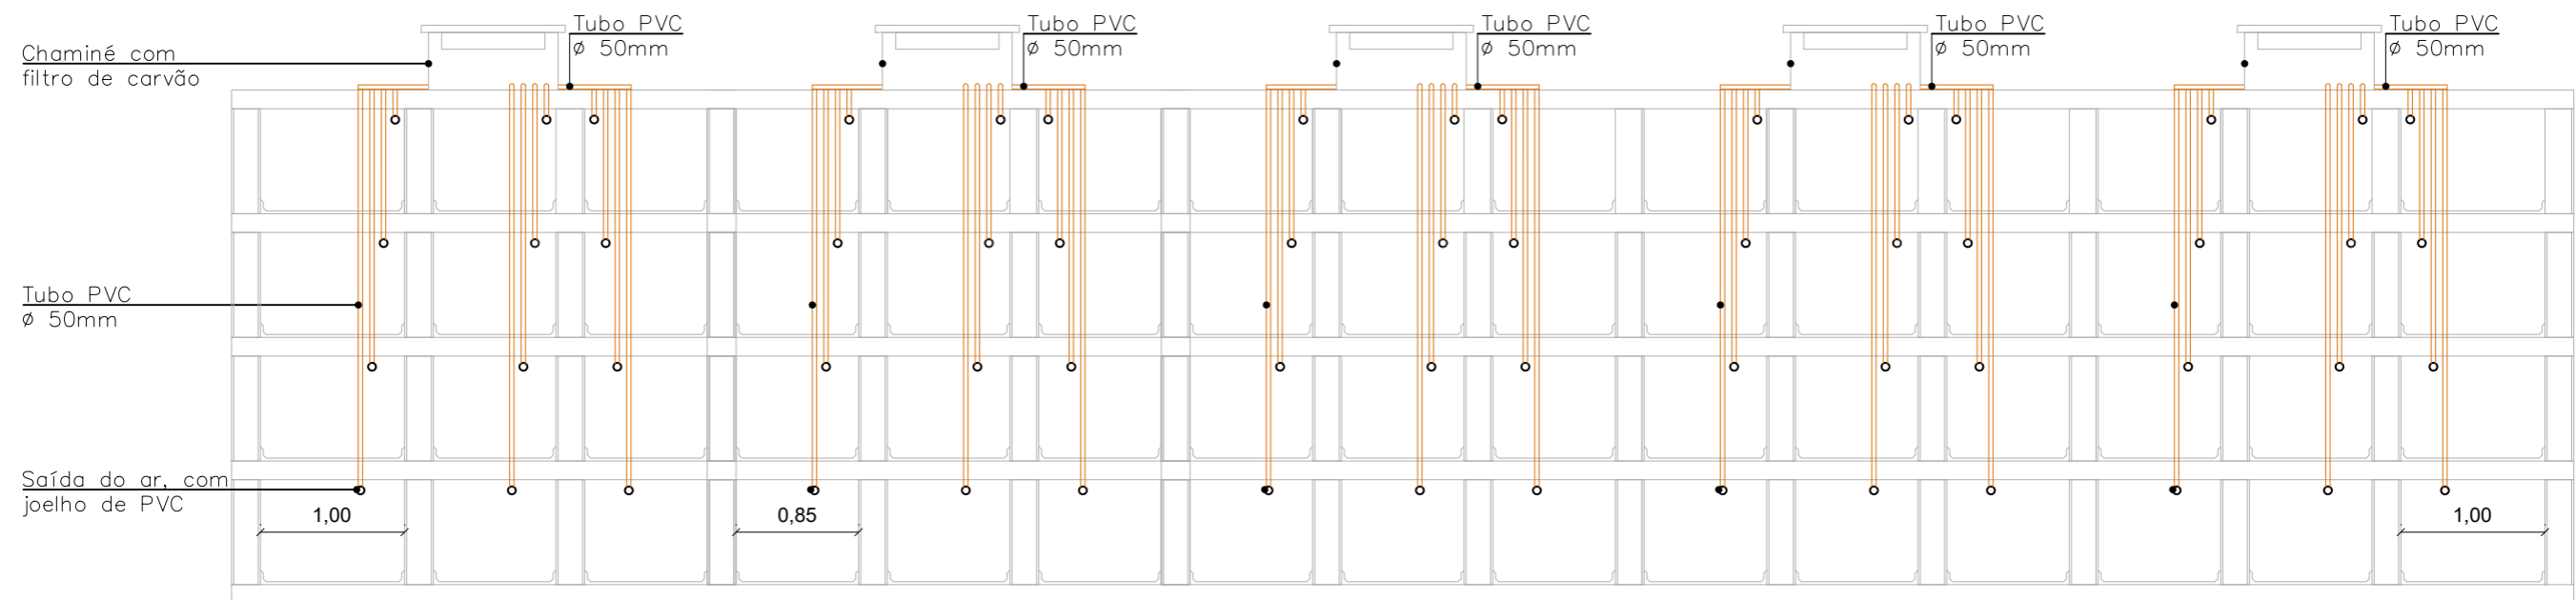 Tubo PVC
ø 50mm
Tubo PVC
ø 50mm
Tubo PVC
ø 50mm
Tubo PVC
ø 50mm
Tubo PVC
ø 50mm
Chaminé com
filtro de carvão
Tubo PVC
ø 50mm
Saída do ar, com
joelho de PVC
1,00
0,85
1,00